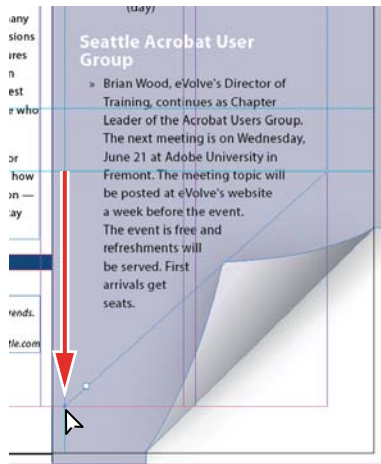 any
sions
ures
n
est
e who
or
how
on —
ay
ends.
tle.com
(day)
Seattle Acrobat User
Group
» Brian Wood, eVolve's Director of
Training, continues as Chapter
Leader of the Acrobat Users Group.
The next meeting is on Wednesday,
June 21 at Adobe University in
Fremont. The meeting topic will
be posted at eVolve's website
a week before the event.
The event is free and
refreshments will
be served. First
arrivals get
seats.